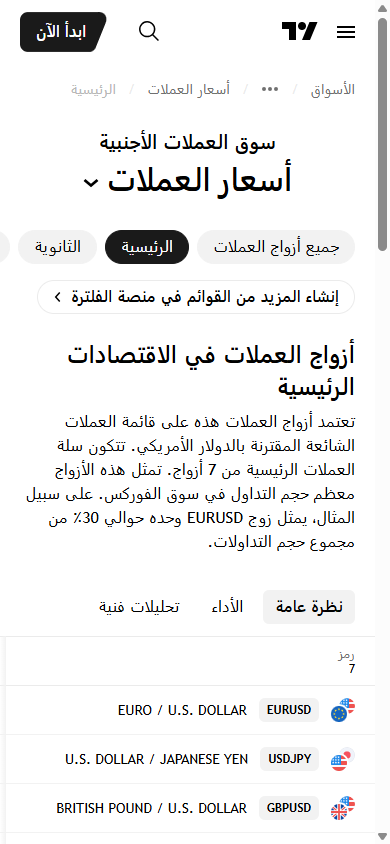 ابدأ الآن
الأسواق / ••• / أسعار العملات / الرئيسية
سوق العملات الأجنبية
أسعار العملات
جميع أزواج العملات الرئيسية الثانوية
إنشاء المزيد من القوائم في منصة الفلترة
أزواج العملات في الاقتصادات
الرئيسية
تعتمد أزواج العملات هذه على قائمة العملات
الشائعة المقترنة بالدولار الأمريكي. تتكون سلة
العملات الرئيسية من 7 أزواج. تمثل هذه الأزواج
معظم حجم التداول في سوق الفوركس. على سبيل
المثال، يمثل زوج EURUSD وحده حوالي 30٪ من
مجموع حجم التداولات.
نظرة عامة الأداء تحليلات فنية
رمز
7
EURUSD EURO / U.S. DOLLAR
USDJPY U.S. DOLLAR / JAPANESE YEN
GBPUSD BRITISH POUND / U.S. DOLLAR